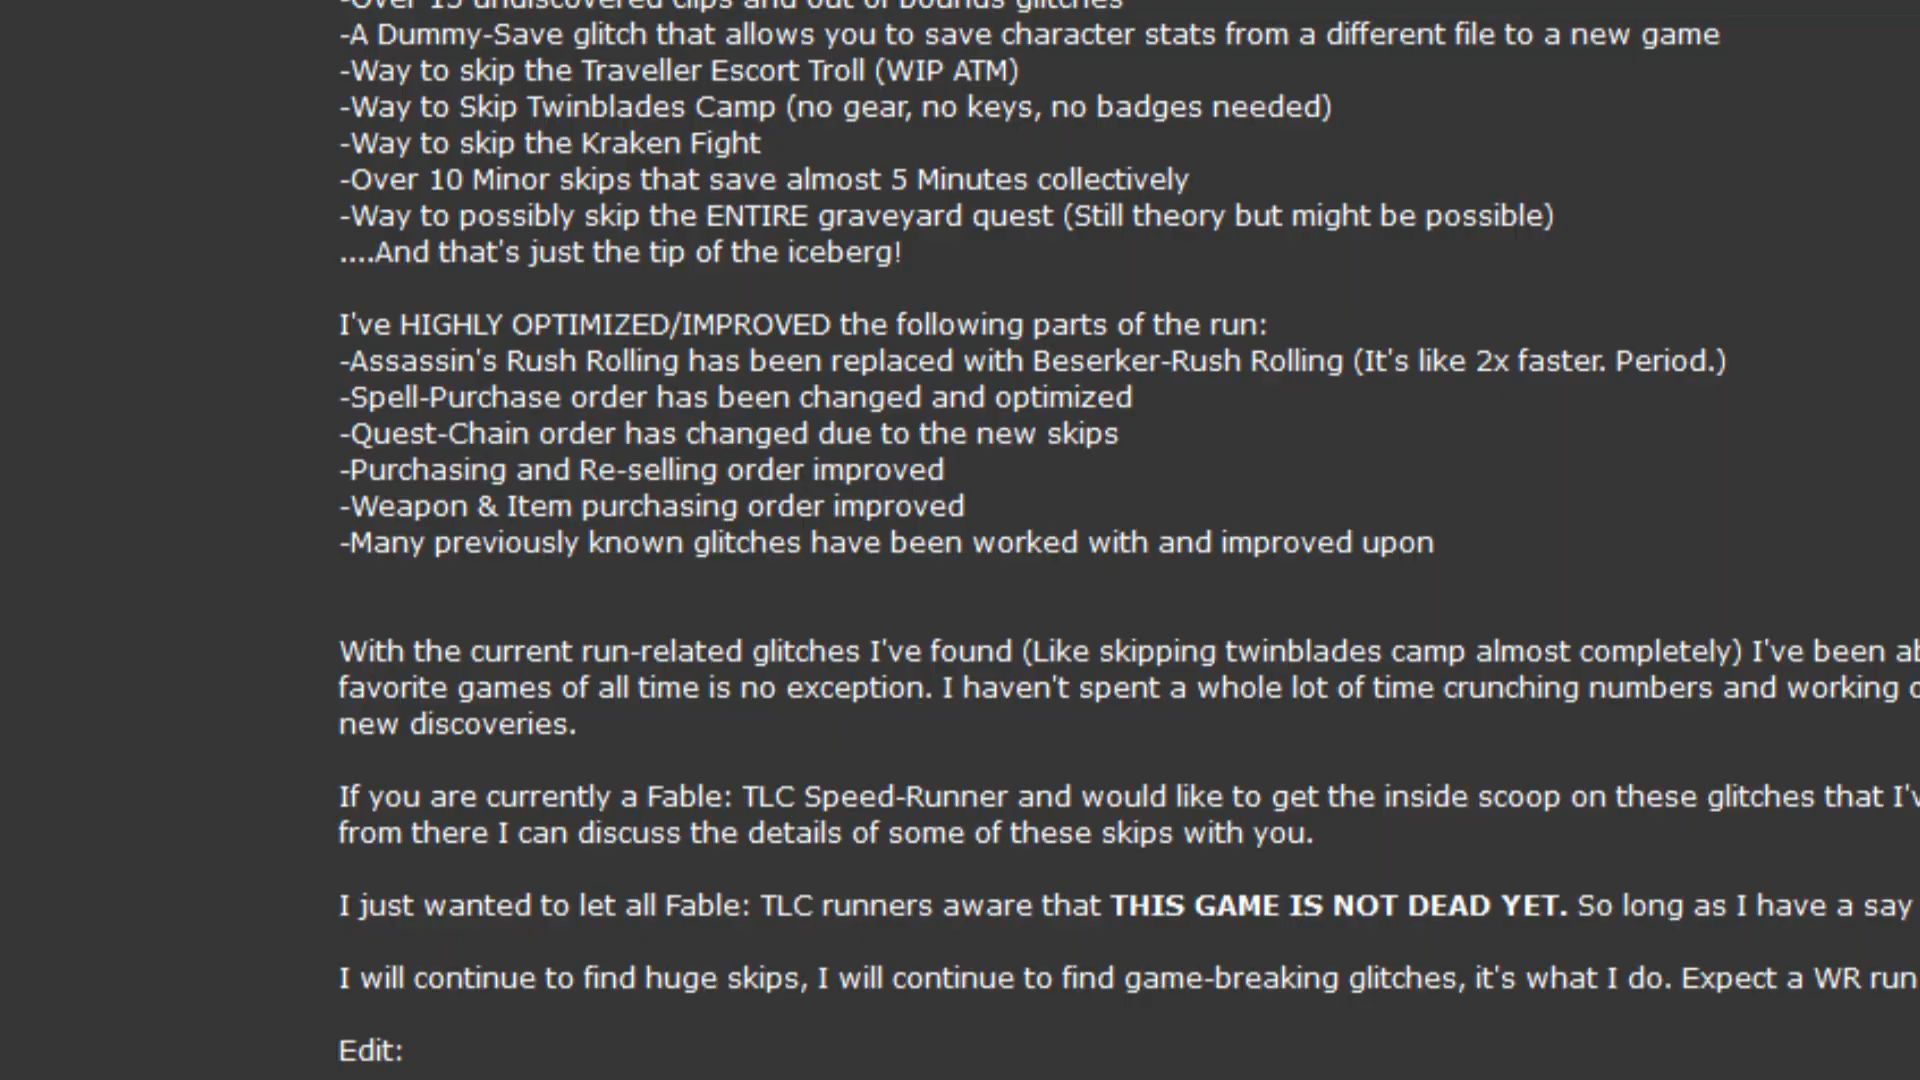 -Over 15 undiscovered clips and out of bounds glitches
-A Dummy-Save glitch that allows you to save character stats from a different file to a new game
-Way to skip the Traveller Escort Troll (WIP ATM)
-Way to Skip Twinblades Camp (no gear, no keys, no badges needed)
-Way to skip the Kraken Fight
-Over 10 Minor skips that save almost 5 Minutes collectively
-Way to possibly skip the ENTIRE graveyard quest (Still theory but might be possible)
....And that's just the tip of the iceberg!
I've HIGHLY OPTIMIZED/IMPROVED the following parts of the run:
-Assassin's Rush Rolling has been replaced with Beserker-Rush Rolling (It's like 2x faster. Period.)
-Spell-Purchase order has been changed and optimized
-Quest-Chain order has changed due to the new skips
-Purchasing and Re-selling order improved
-Weapon & Item purchasing order improved
-Many previously known glitches have been worked with and improved upon
With the current run-related glitches I've found (Like skipping twinblades camp almost completely) I've been
favorite games of all time is no exception. I haven't spent a whole lot of time crunching numbers and working
new discoveries.
If you are currently a Fable: TLC Speed-Runner and would like to get the inside scoop on these glitches that
from there I can discuss the details of some of these skips with you.
I just wanted to let all Fable: TLC runners aware that THIS GAME IS NOT DEAD YET. So long as I have a say
I will continue to find huge skips, I will continue to find game-breaking glitches, it's what I do. Expect a WR run
Edit: